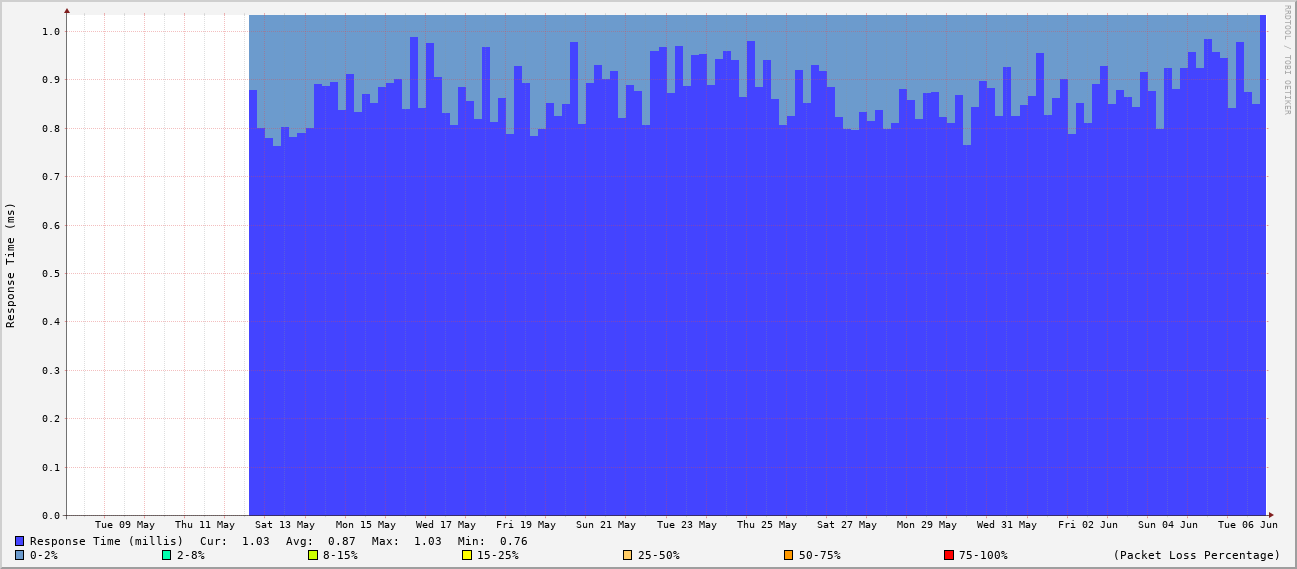 RRDTOOL / TOBI OETIKER
Response Time (ms)
1.0
0.9
0.8
0.7
0.6
0.5
0.4
0.3
0.2
0.1
0.0
Tue 09 May Thu 11 May Sat 13 May Mon 15 May Wed 17 May Fri 19 May Sun 21 May Tue 23 May Thu 25 May Sat 27 May Mon 29 May Wed 31 May Fri 02 Jun Sun 04 Jun Tue 06 Jun
Response Time (millis) Cur: 1.03 Avg: 0.87 Max: 1.03 Min: 0.76
0-2% 2-8% 8-15% 15-25% 25-50% 50-75% 75-100% (Packet Loss Percentage)